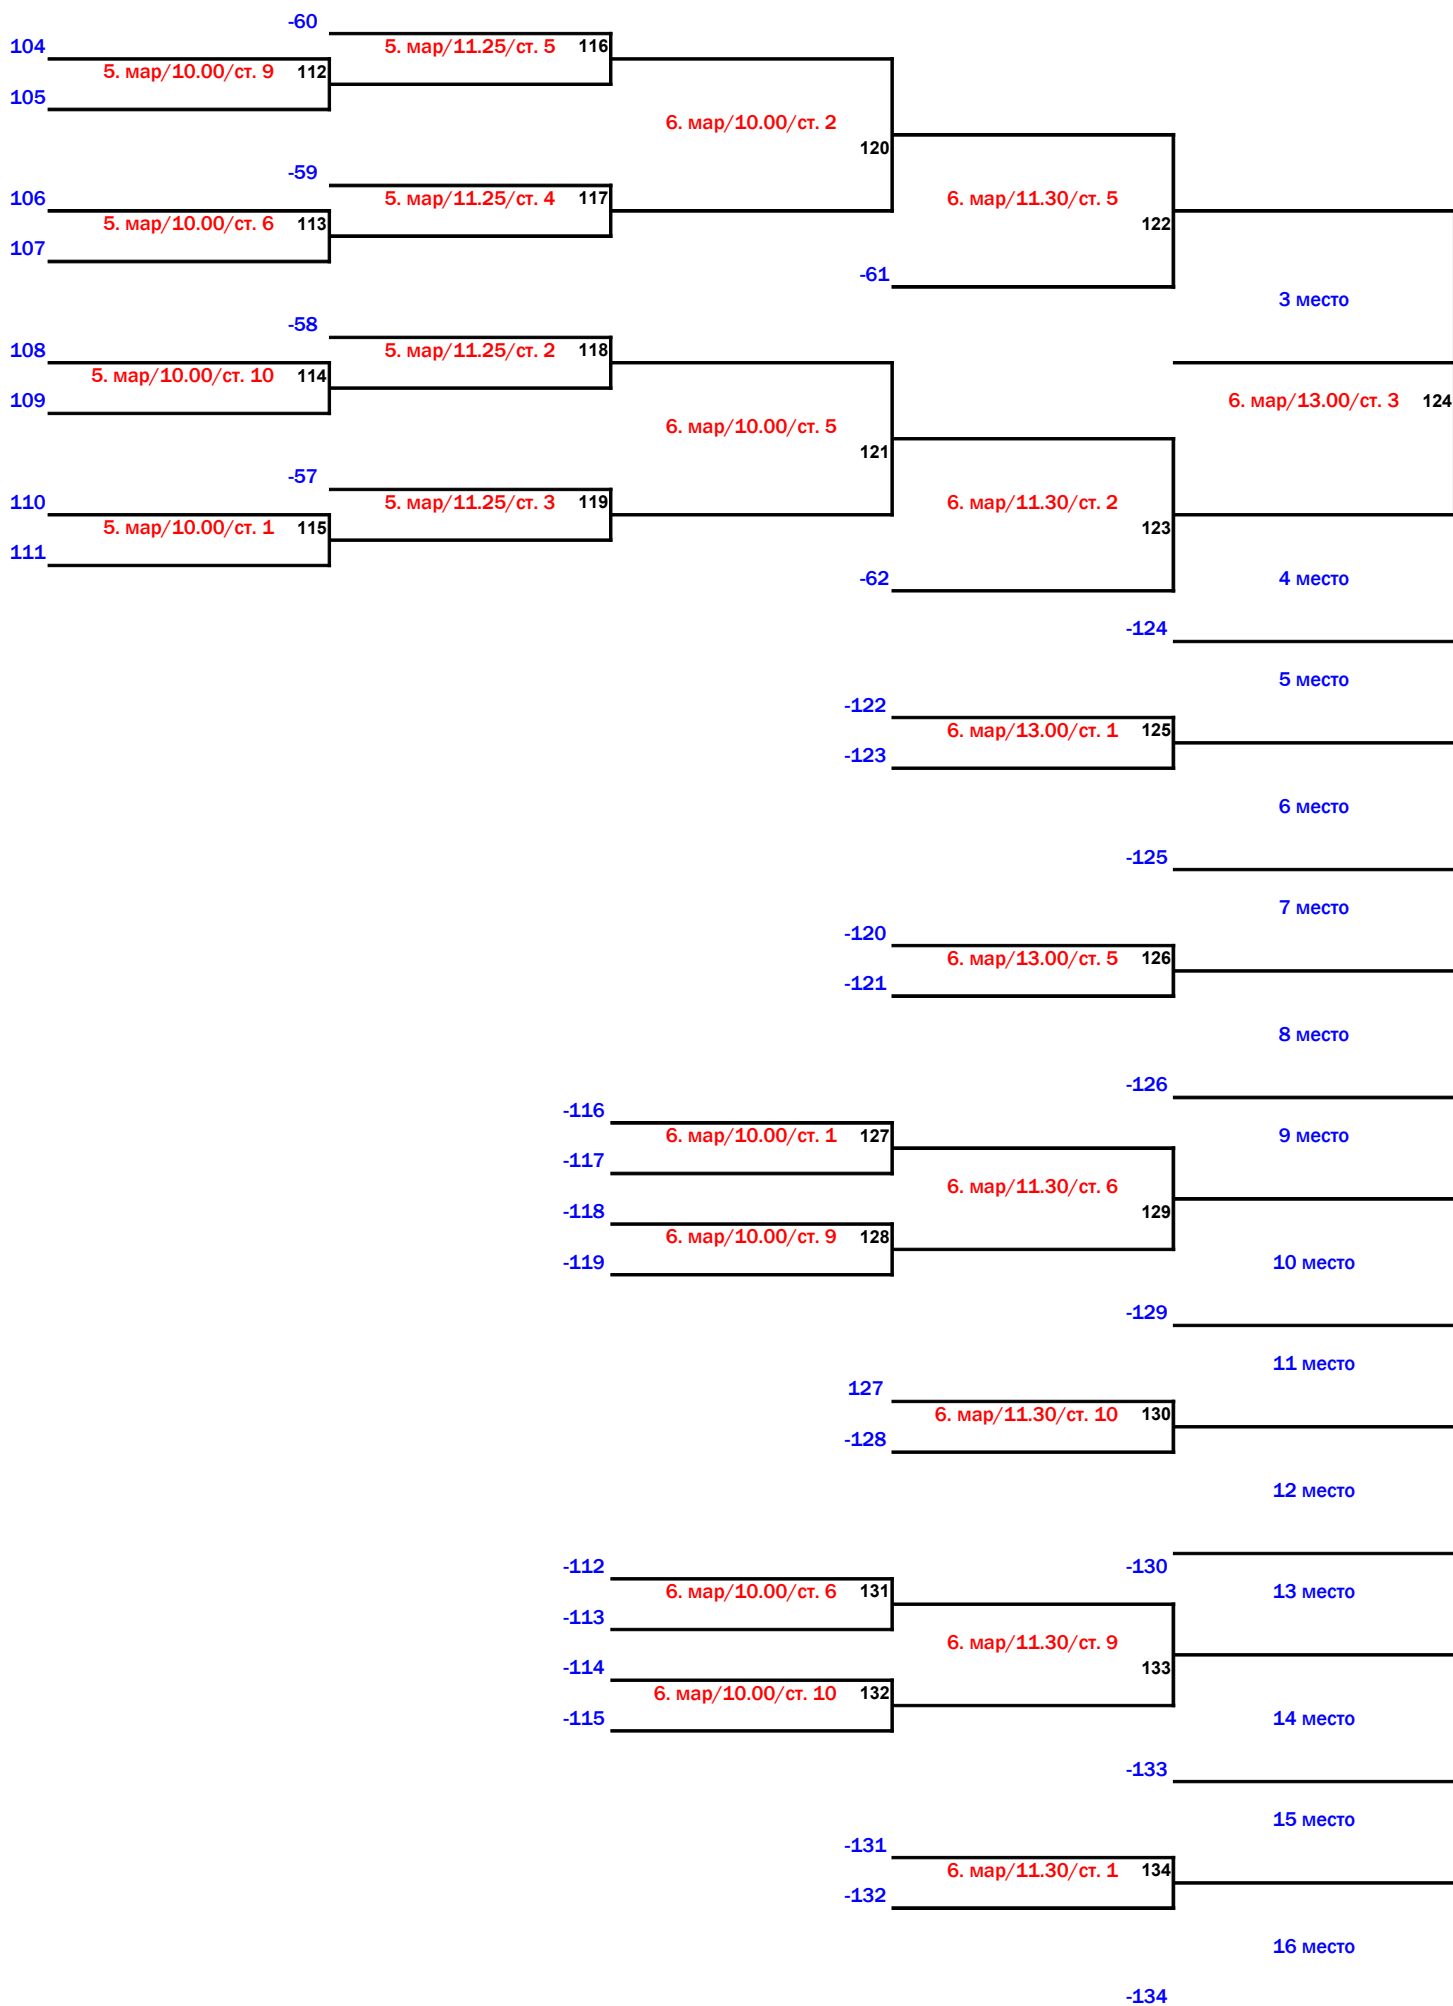 -60
104
5. мар/11.25/ст. 5 116
5. мар/10.00/ст. 9 112
105
6. мар/10.00/ст. 2
120
-59
106
5. мар/11.25/ст. 4 117
6. мар/11.30/ст. 5
5. мар/10.00/ст. 6 113
122
107
-61
3 место
-58
108
5. мар/11.25/ст. 2 118
5. мар/10.00/ст. 10 114
109
6. мар/13.00/ст. 3 124
6. мар/10.00/ст. 5
121
-57
110
5. мар/11.25/ст. 3 119
6. мар/11.30/ст. 2
5. мар/10.00/ст. 1 115
123
111
-62
4 место
-124
5 место
-122
6. мар/13.00/ст. 1 125
-123
6 место
-125
7 место
-120
6. мар/13.00/ст. 5 126
-121
8 место
-126
-116
6. мар/10.00/ст. 1 127
9 место
-117
6. мар/11.30/ст. 6
-118
129
6. мар/10.00/ст. 9 128
-119
10 место
-129
11 место
127
6. мар/11.30/ст. 10 130
-128
12 место
-112
-130
6. мар/10.00/ст. 6 131
13 место
-113
6. мар/11.30/ст. 9
-114
133
6. мар/10.00/ст. 10 132
-115
14 место
-133
15 место
-131
6. мар/11.30/ст. 1 134
-132
16 место
-134